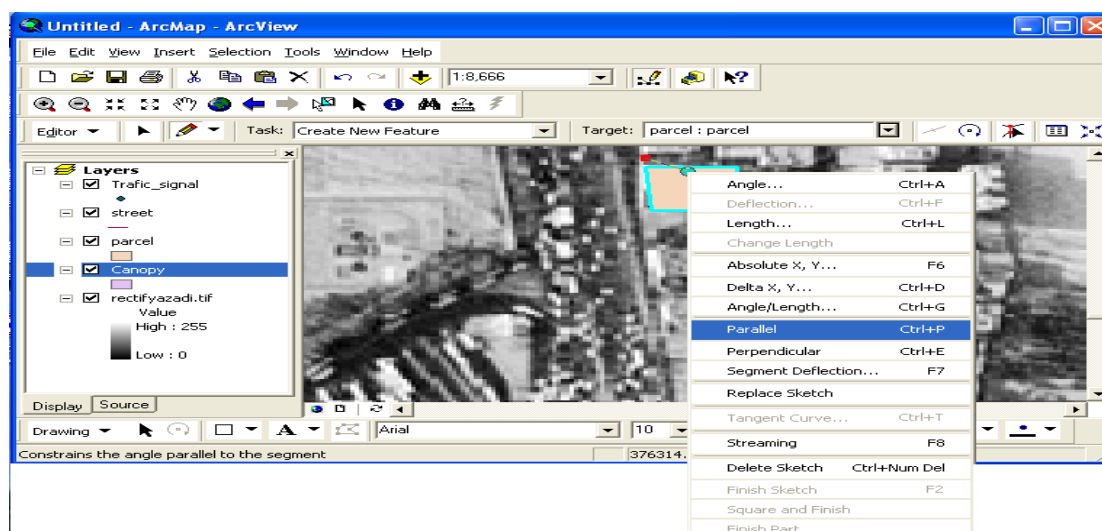 Untitled - ArcMap - ArcView
File Edit View Insert Selection Tools Window Help
1:8,666
Editor Task: Create New Feature Target: parcel : parcel
Layers
Trafic_signal
street
parcel
Canopy
rectifyazadi.tif
Value
High : 255
Low : 0
Display Source
Angle... Ctrl+A
Deflection... Ctrl+F
Length... Ctrl+L
Change Length
Absolute X, Y... F6
Delta X, Y... Ctrl+D
Angle/Length... Ctrl+G
Parallel Ctrl+P
Perpendicular Ctrl+E
Segment Deflection... F7
Replace Sketch
Tangent Curve... Ctrl+T
Streaming F8
Delete Sketch Ctrl+Num Del
Finish Sketch F2
Square and Finish
Finish Part
Drawing A Arial 10 A
Constrains the angle parallel to the segment 376314.